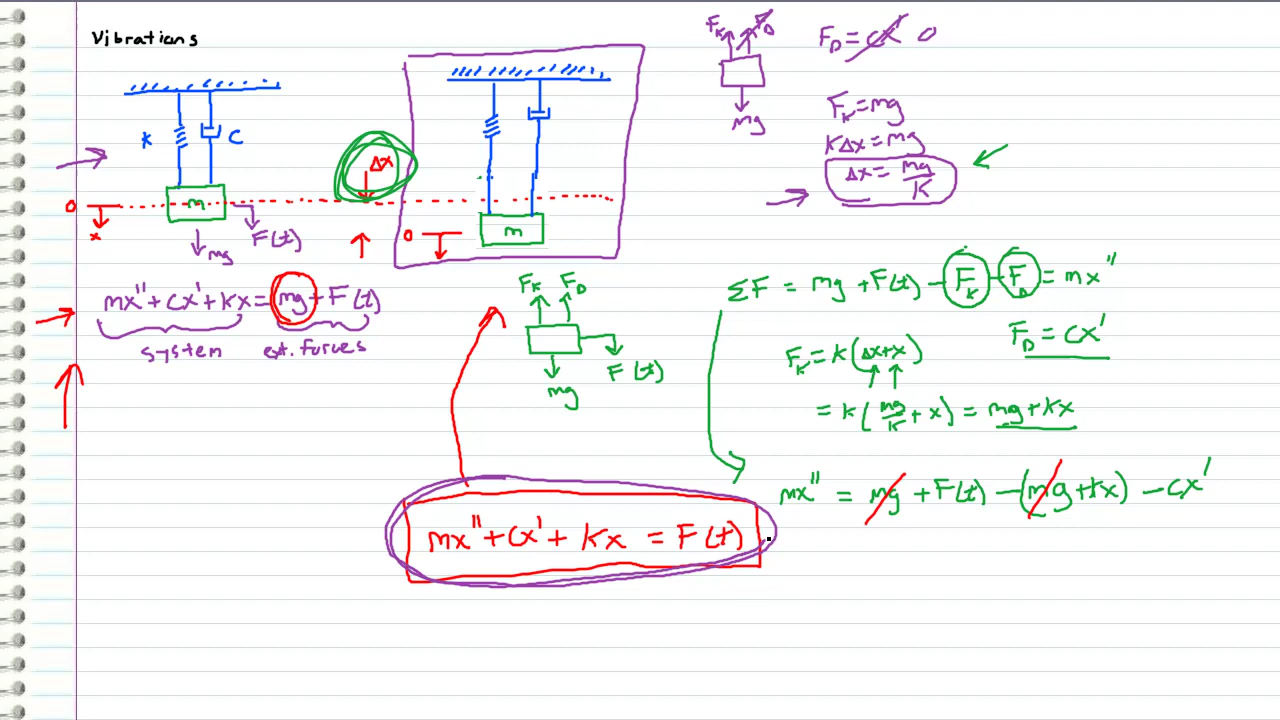 Vibrations
K
C
m
0
x
F(t)
mg
mx'' + cx' + Kx = mg + F(t)
system
ext. forces
Δx
0
m
F_K
F_D
F(t)
mg
F_K
F_D
mg
F_D = cx' 0
F_K = mg
KΔx = mg
Δx = mg/K
ΣF = mg + F(t) - F_K - F_D = mx''
F_D = cx'
F_K = K(Δx+x)
= K(mg/K + x) = mg + Kx
mx'' = mg + F(t) - (mg + Kx) - cx'
mx'' + cx' + Kx = F(t)